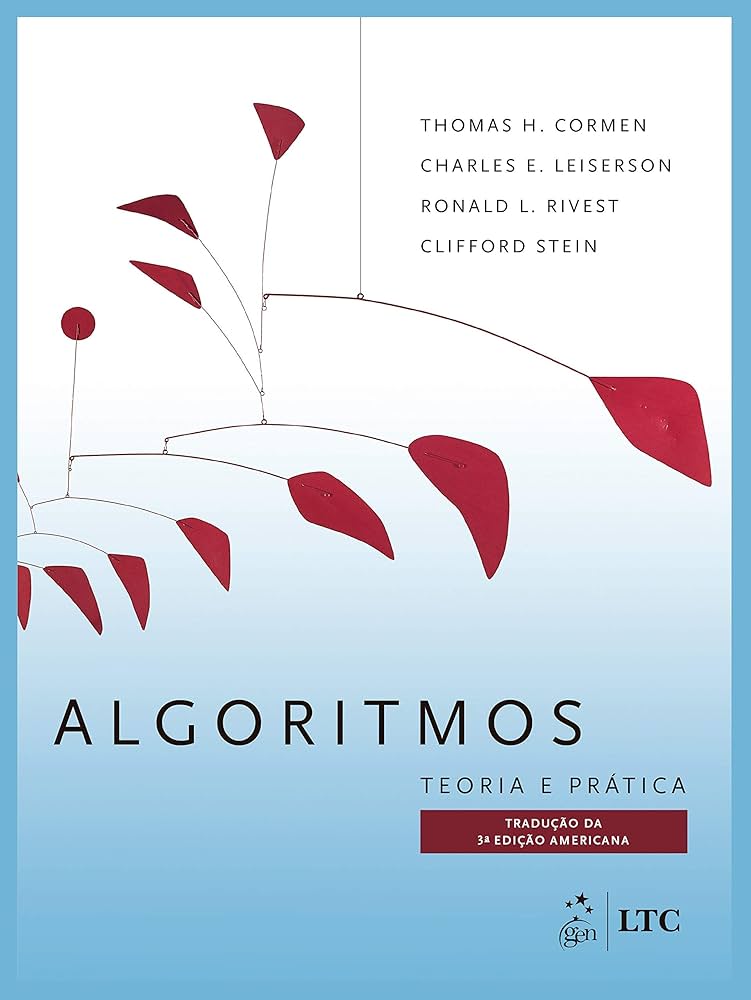 THOMAS H. CORMEN
CHARLES E. LEISERSON
RONALD L. RIVEST
CLIFFORD STEIN
ALGORITMOS
TEORIA E PRÁTICA
TRADUÇÃO DA
3ª EDIÇÃO AMERICANA
gen
LTC